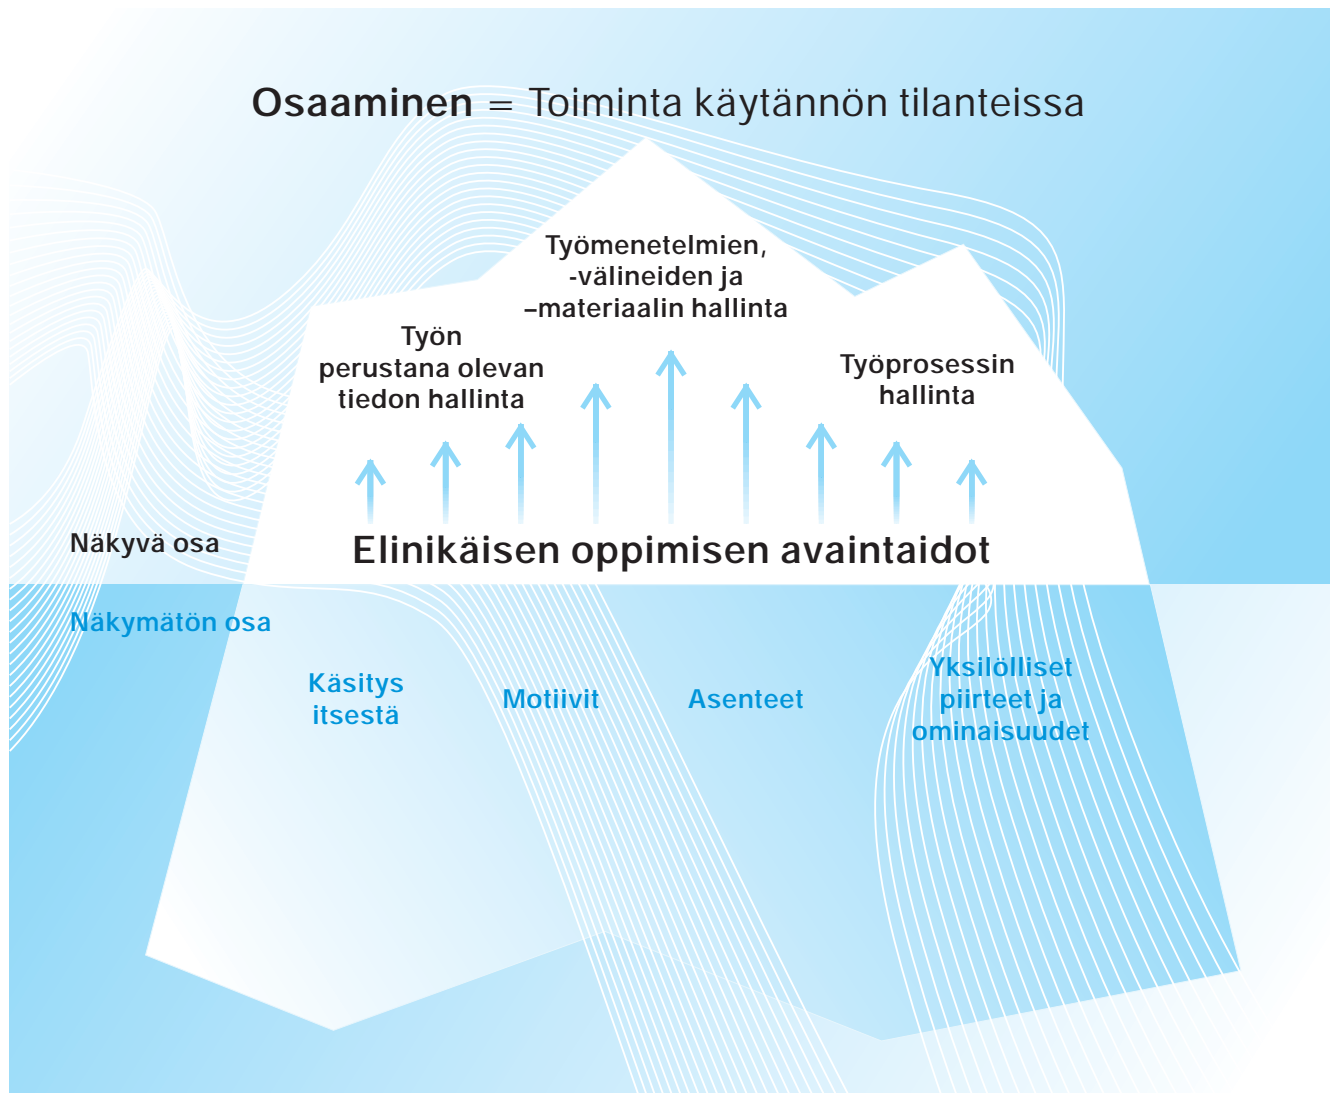 Osaaminen = Toiminta käytännön tilanteissa
Työmenetelmien,
-välineiden ja
–materiaalin hallinta
Työn
perustana olevan
tiedon hallinta
Työprosessin
hallinta
Näkyvä osa
Elinikäisen oppimisen avaintaidot
Näkymätön osa
Käsitys
itsestä
Motiivit
Asenteet
Yksilölliset
piirteet ja
ominaisuudet